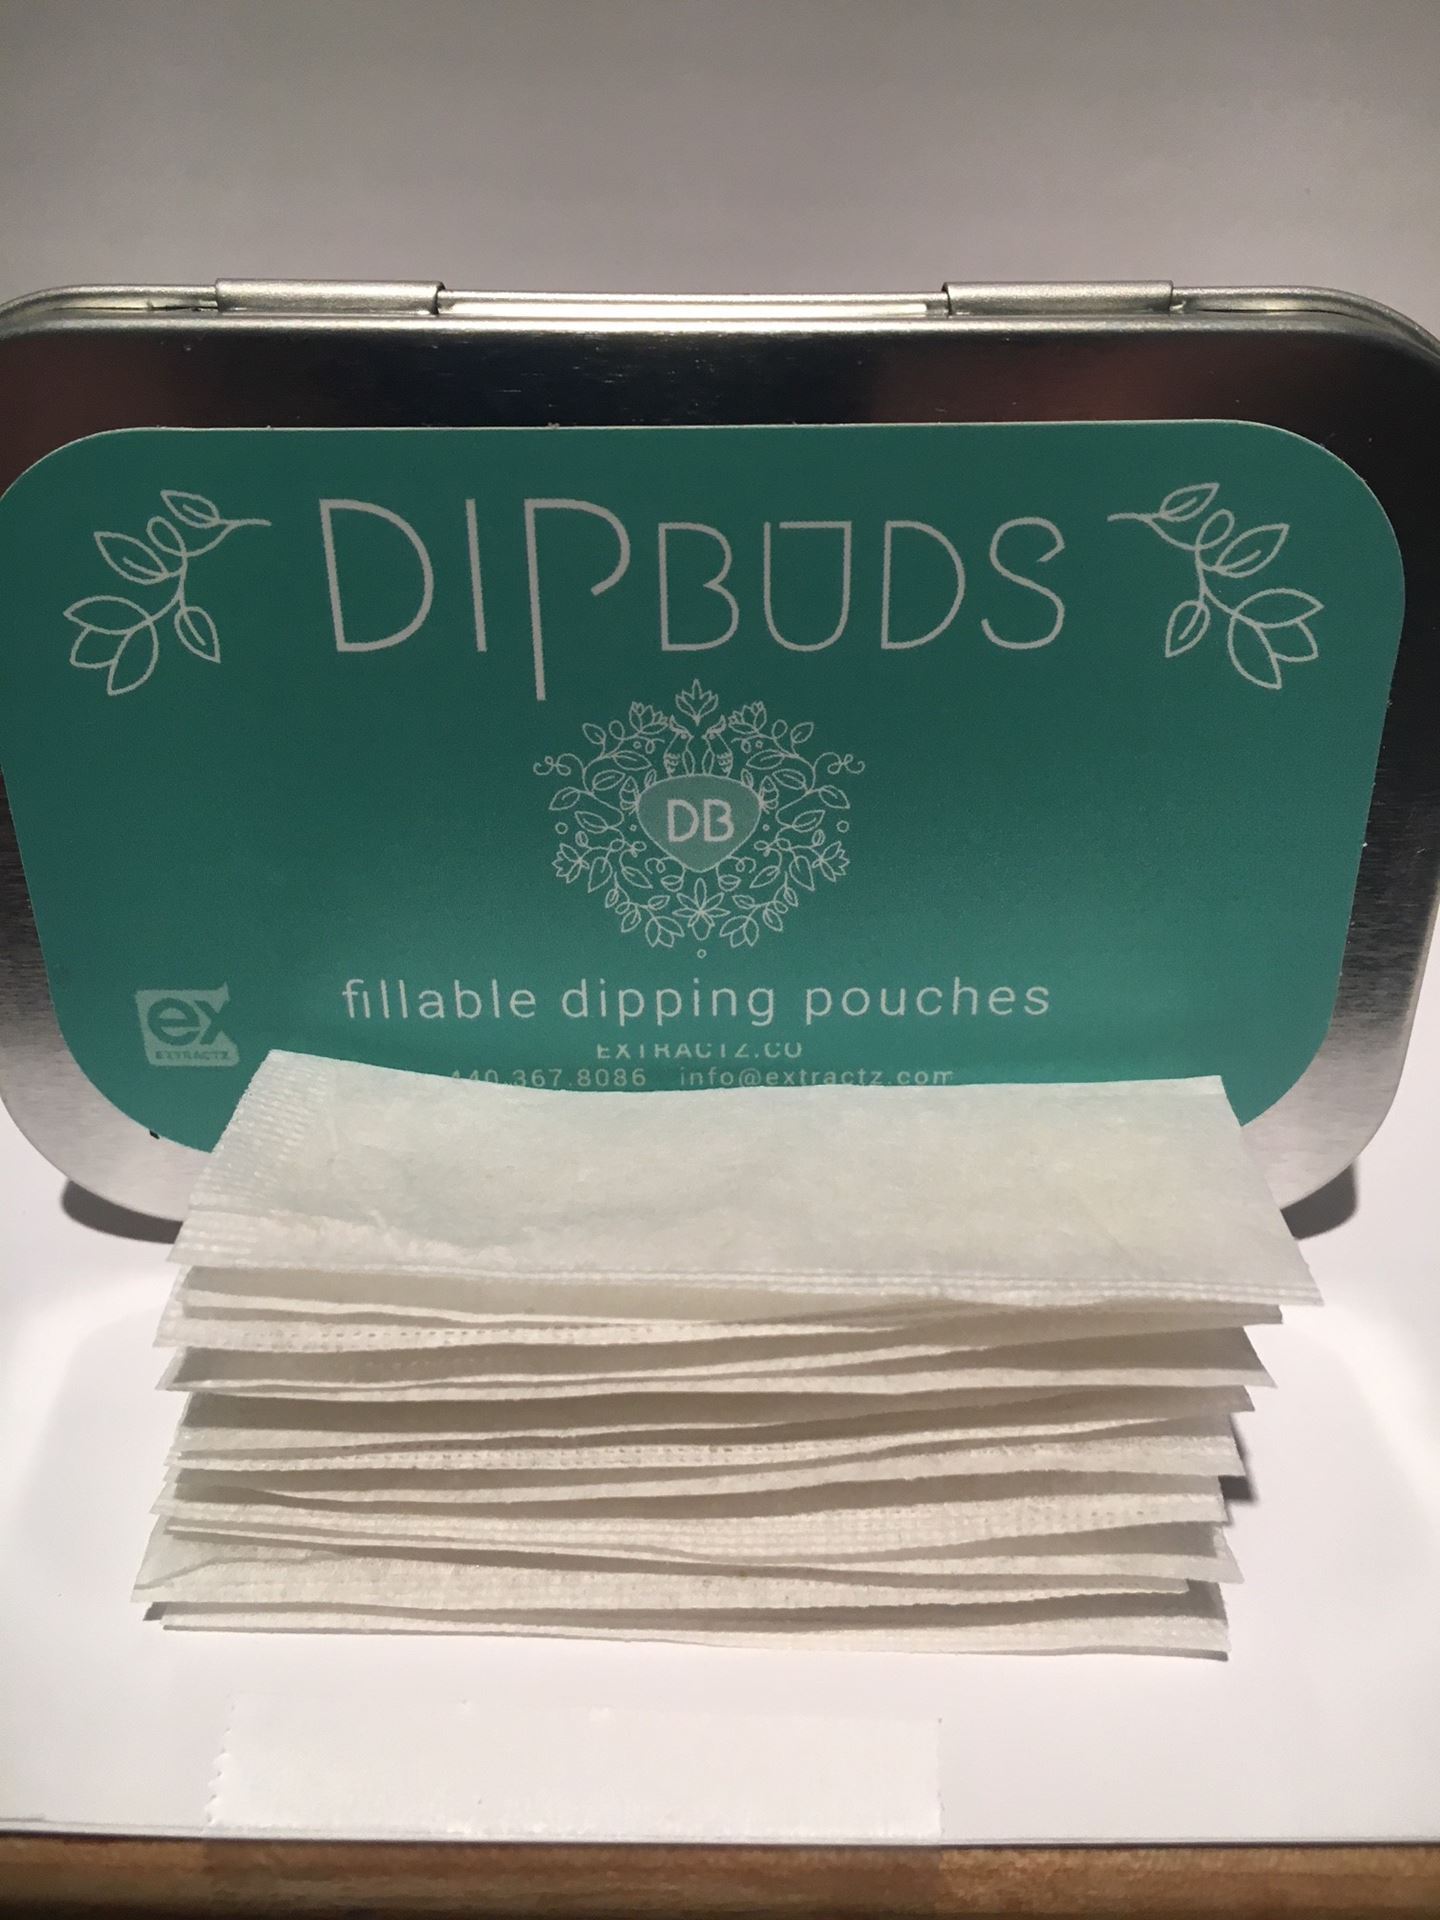 DIPBUDS
DB
fillable dipping pouches
ex
EXTRACTZ
EXTRACTZ.CO
440.367.8086 info@extractz.com